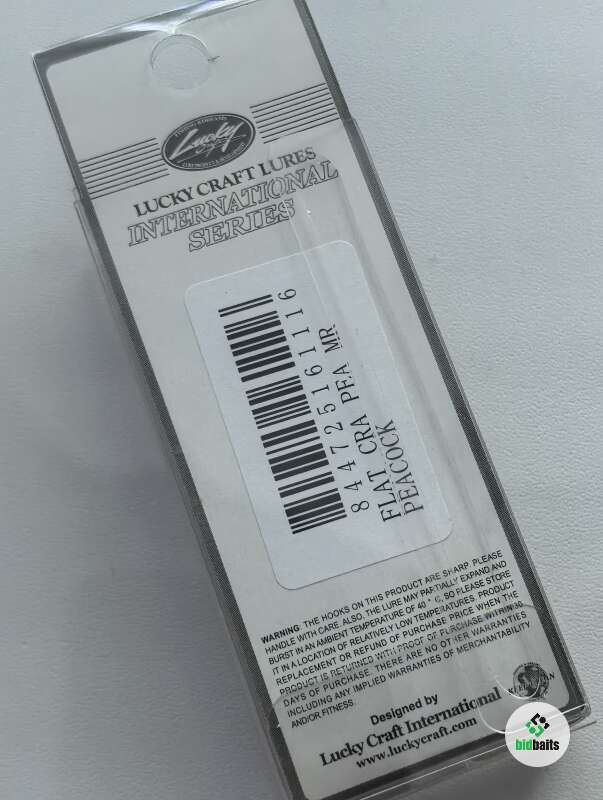 Lucky
LUCKY CRAFT LURES
INTERNATIONAL
SERIES
844725161116
FLAT CRA PEA MR
PEACOCK
WARNING: THE HOOKS ON THIS PRODUCT ARE SHARP. PLEASE
HANDLE WITH CARE. ALSO, THE LURE MAY PARTIALLY EXPAND AND
BURST IN AN AMBIENT TEMPERATURE OF 40 ° C, SO PLEASE STORE
IT IN A LOCATION OF RELATIVELY LOW TEMPERATURES. PRODUCT
REPLACEMENT OR REFUND OF PURCHASE PRICE WHEN THE
PRODUCT IS RETURNED WITH PROOF OF PURCHASE WITHIN 30
DAYS OF PURCHASE. THERE ARE NO OTHER WARRANTIES
INCLUDING ANY IMPLIED WARRANTIES OF MERCHANTABILITY
AND/OR FITNESS.
Designed by
Lucky Craft International
www.luckycraft.com
bidbaits